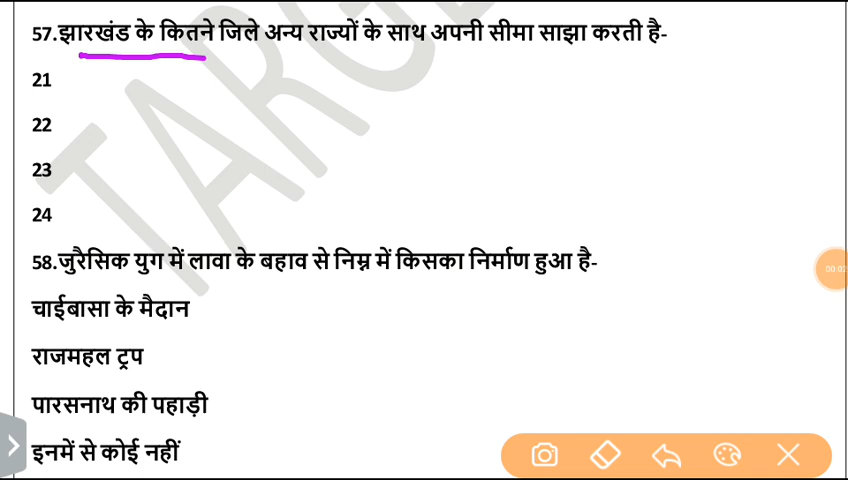 57.झारखंड के कितने जिले अन्य राज्यों के साथ अपनी सीमा साझा करती है-
21
22
23
24
58.जुरैसिक युग में लावा के बहाव से निम्न में किसका निर्माण हुआ है-
चाईबासा के मैदान
राजमहल ट्रप
पारसनाथ की पहाड़ी
इनमें से कोई नहीं